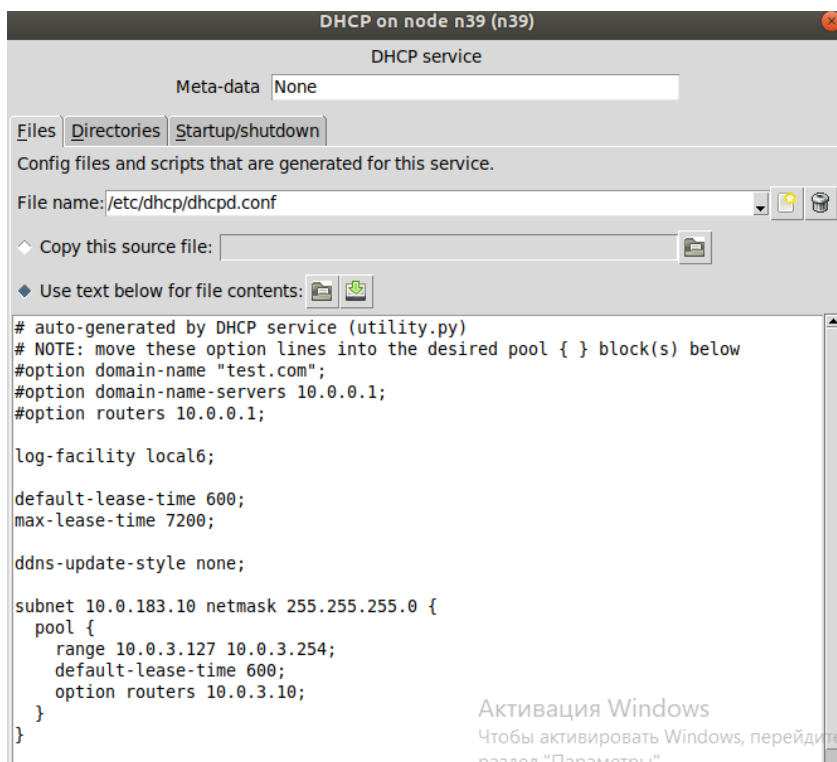 DHCP on node n39 (n39)
DHCP service
Meta-data None
Files Directories Startup/shutdown
Config files and scripts that are generated for this service.
File name: /etc/dhcp/dhcpd.conf
Copy this source file:
Use text below for file contents:
# auto-generated by DHCP service (utility.py)
# NOTE: move these option lines into the desired pool { } block(s) below
#option domain-name "test.com";
#option domain-name-servers 10.0.0.1;
#option routers 10.0.0.1;
log-facility local6;
default-lease-time 600;
max-lease-time 7200;
ddns-update-style none;
subnet 10.0.183.10 netmask 255.255.255.0 {
pool {
range 10.0.3.127 10.0.3.254;
default-lease-time 600;
option routers 10.0.3.10;
}
}
Активация Windows
Чтобы активировать Windows, перейдите
раздел "Параметры"